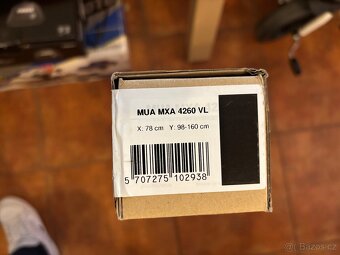 MUA MXA 4260 VL
X: 78 cm Y: 98-160 cm
5 707275 102938
Bazos.cz